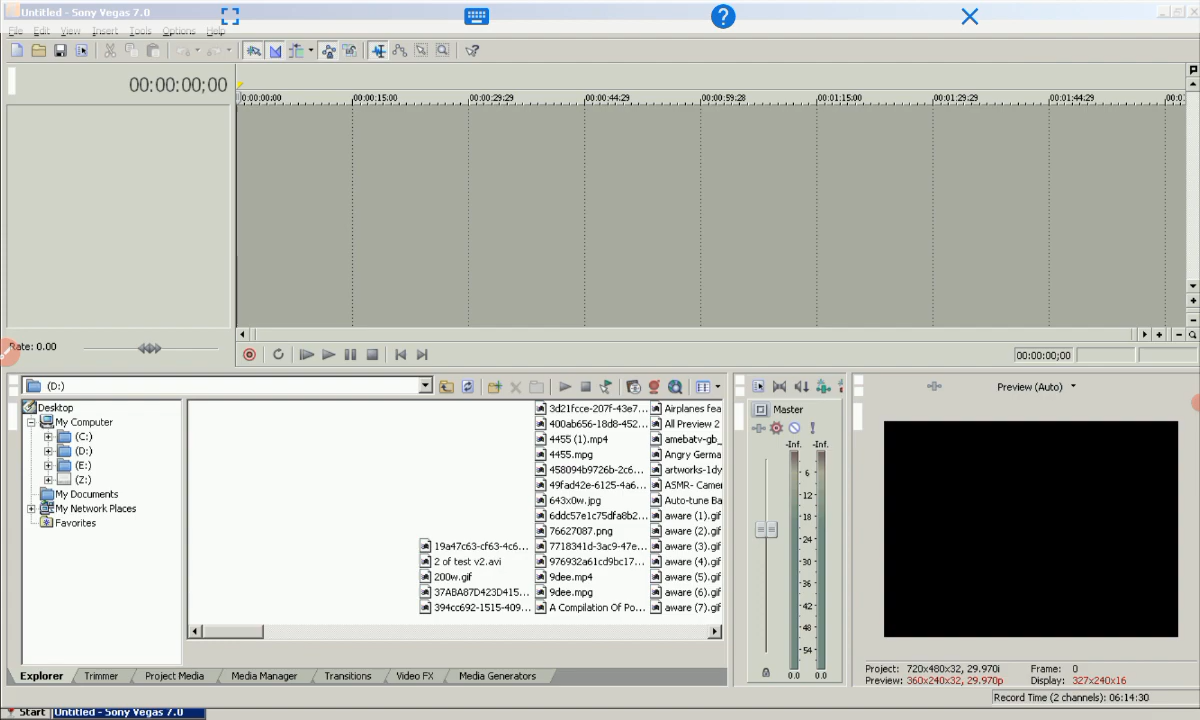 Untitled - Sony Vegas 7.0
File Edit View Insert Tools Options Help
00:00:00;00
0:00:00:00 00:00:15:00 00:00:29:29 00:00:44:29 00:00:59:28 00:01:15:00 00:01:29:29 00:01:44:29
Rate: 0.00
00:00:00;00
(D:)
Desktop
My Computer
(C:)
(D:)
(E:)
(Z:)
My Documents
My Network Places
Favorites
19a47c63-cf63-4c6...
2 of test v2.avi
200w.gif
37ABA87D423D415...
394cc692-1515-409...
3d21fcce-207f-43e7...
400ab656-18d8-452...
4455 (1).mp4
4455.mpg
458094b9726b-2c6...
49fad42e-6125-4a6...
643x0w.jpg
6ddc57e1c75dfa8b2...
76627087.png
7718341d-3ac9-47e...
976932a61cd9bc17...
9dee.mp4
9dee.mpg
A Compilation Of Po...
Airplanes fea
All Preview 2
amebatv-gb_
Angry Germa
artworks-1dy
ASMR- Camer
Auto-tune Ba
aware (1).gif
aware (2).gif
aware (3).gif
aware (4).gif
aware (5).gif
aware (6).gif
aware (7).gif
Explorer Trimmer Project Media Media Manager Transitions Video FX Media Generators
Master
-Inf. -Inf.
6
12
18
24
30
36
42
48
54
0.0 0.0
Preview (Auto)
Project: 720x480x32, 29.970i Frame: 0
Preview: 360x240x32, 29.970p Display: 327x240x16
Record Time (2 channels): 06:14:30
Start Untitled - Sony Vegas 7.0